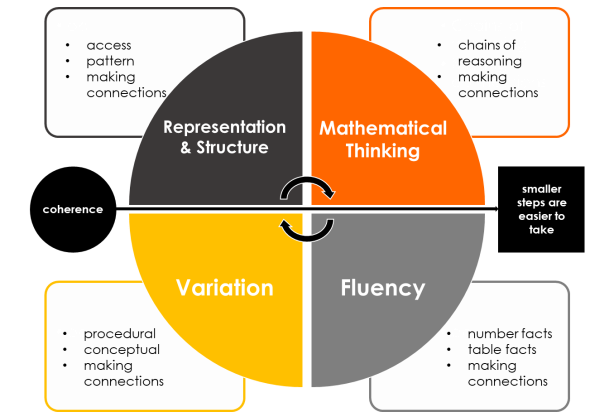 • access
• pattern
• making
connections
• chains of
reasoning
• making
connections
Representation
& Structure
Mathematical
Thinking
coherence
smaller
steps are
easier to
take
Variation
Fluency
• procedural
• conceptual
• making
connections
• number facts
• table facts
• making
connections